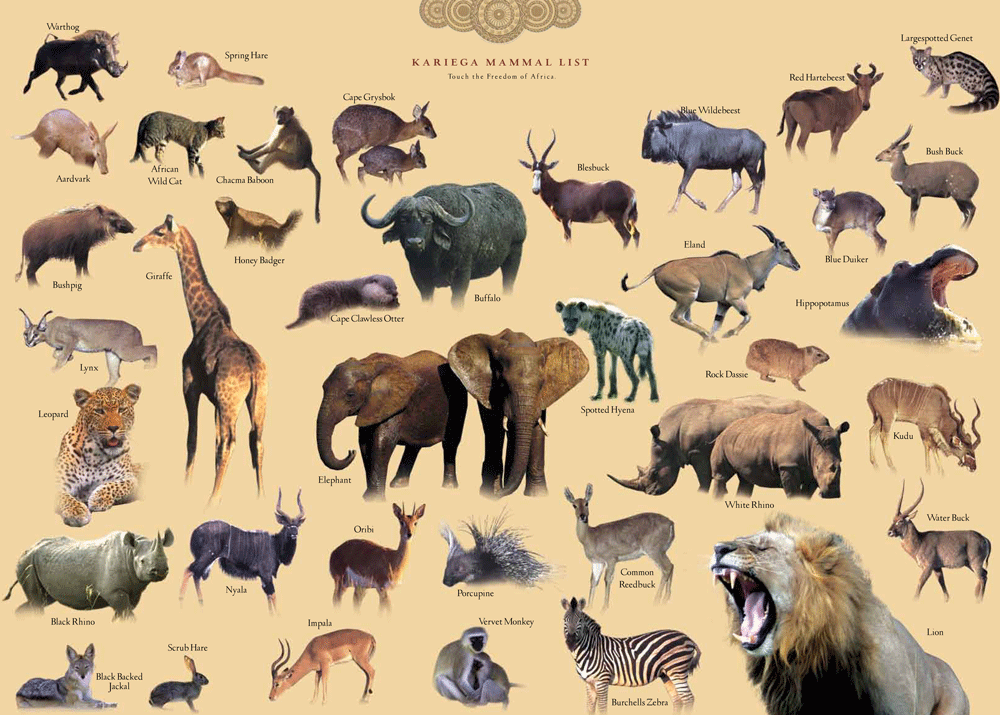 KARIEGA MAMMAL LIST
Touch the Freedom of Africa.
Warthog
Spring Hare
Largespotted Genet
Red Hartebeest
Cape Grysbok
Blue Wildebeest
Aardvark
African
Wild Cat
Chacma Baboon
Blesbuck
Bush Buck
Bushpig
Giraffe
Honey Badger
Buffalo
Eland
Blue Duiker
Hippopotamus
Cape Clawless Otter
Lynx
Rock Dassie
Leopard
Spotted Hyena
Kudu
Elephant
White Rhino
Water Buck
Oribi
Nyala
Porcupine
Common
Reedbuck
Black Rhino
Impala
Vervet Monkey
Lion
Scrub Hare
Black Backed
Jackal
Burchells Zebra